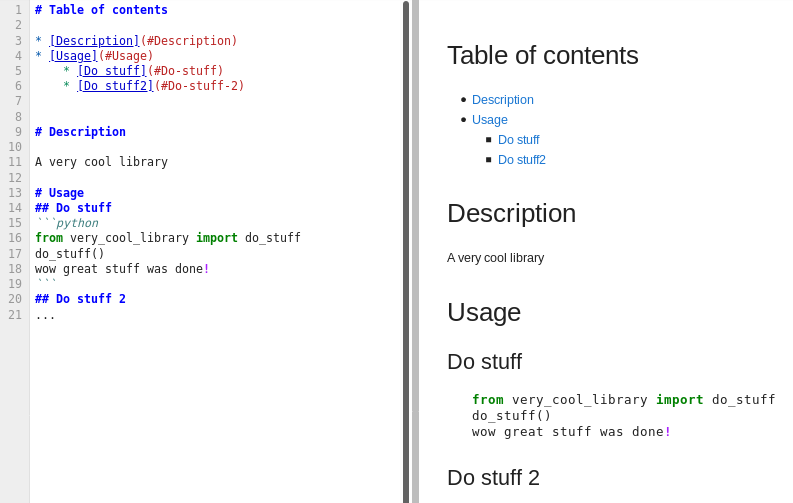 1 # Table of contents
2
3 * [Description](#Description)
4 * [Usage](#Usage)
5     * [Do stuff](#Do-stuff)
6     * [Do stuff2](#Do-stuff-2)
7
8
9 # Description
10
11 A very cool library
12
13 # Usage
14 ## Do stuff
15 ```python
16 from very_cool_library import do_stuff
17 do_stuff()
18 wow great stuff was done!
19 ```
20 ## Do stuff 2
21 ...
Table of contents
• Description
• Usage
▪ Do stuff
▪ Do stuff2
Description
A very cool library
Usage
Do stuff
from very_cool_library import do_stuff
do_stuff()
wow great stuff was done!
Do stuff 2